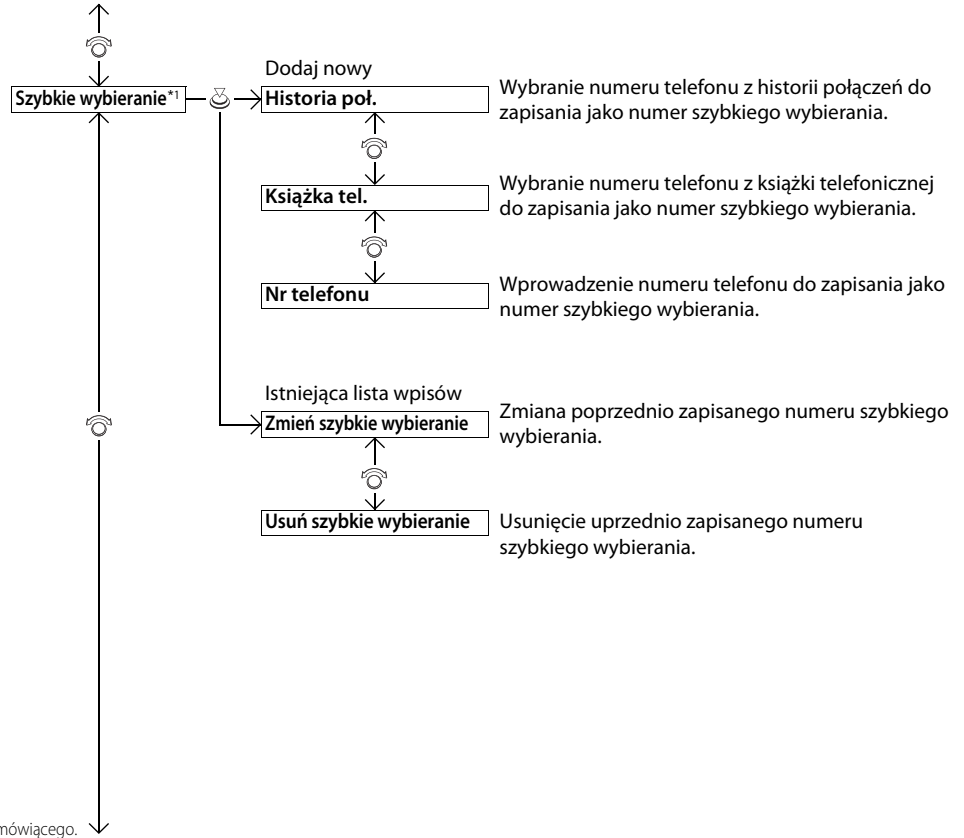 Dodaj nowy
Szybkie wybieranie*1
Historia poł.
Wybranie numeru telefonu z historii połączeń do
zapisania jako numer szybkiego wybierania.
Książka tel.
Wybranie numeru telefonu z książki telefonicznej
do zapisania jako numer szybkiego wybierania.
Nr telefonu
Wprowadzenie numeru telefonu do zapisania jako
numer szybkiego wybierania.
Istniejąca lista wpisów
Zmień szybkie wybieranie
Zmiana poprzednio zapisanego numeru szybkiego
wybierania.
Usuń szybkie wybieranie
Usunięcie uprzednio zapisanego numeru
szybkiego wybierania.
mówiącego.